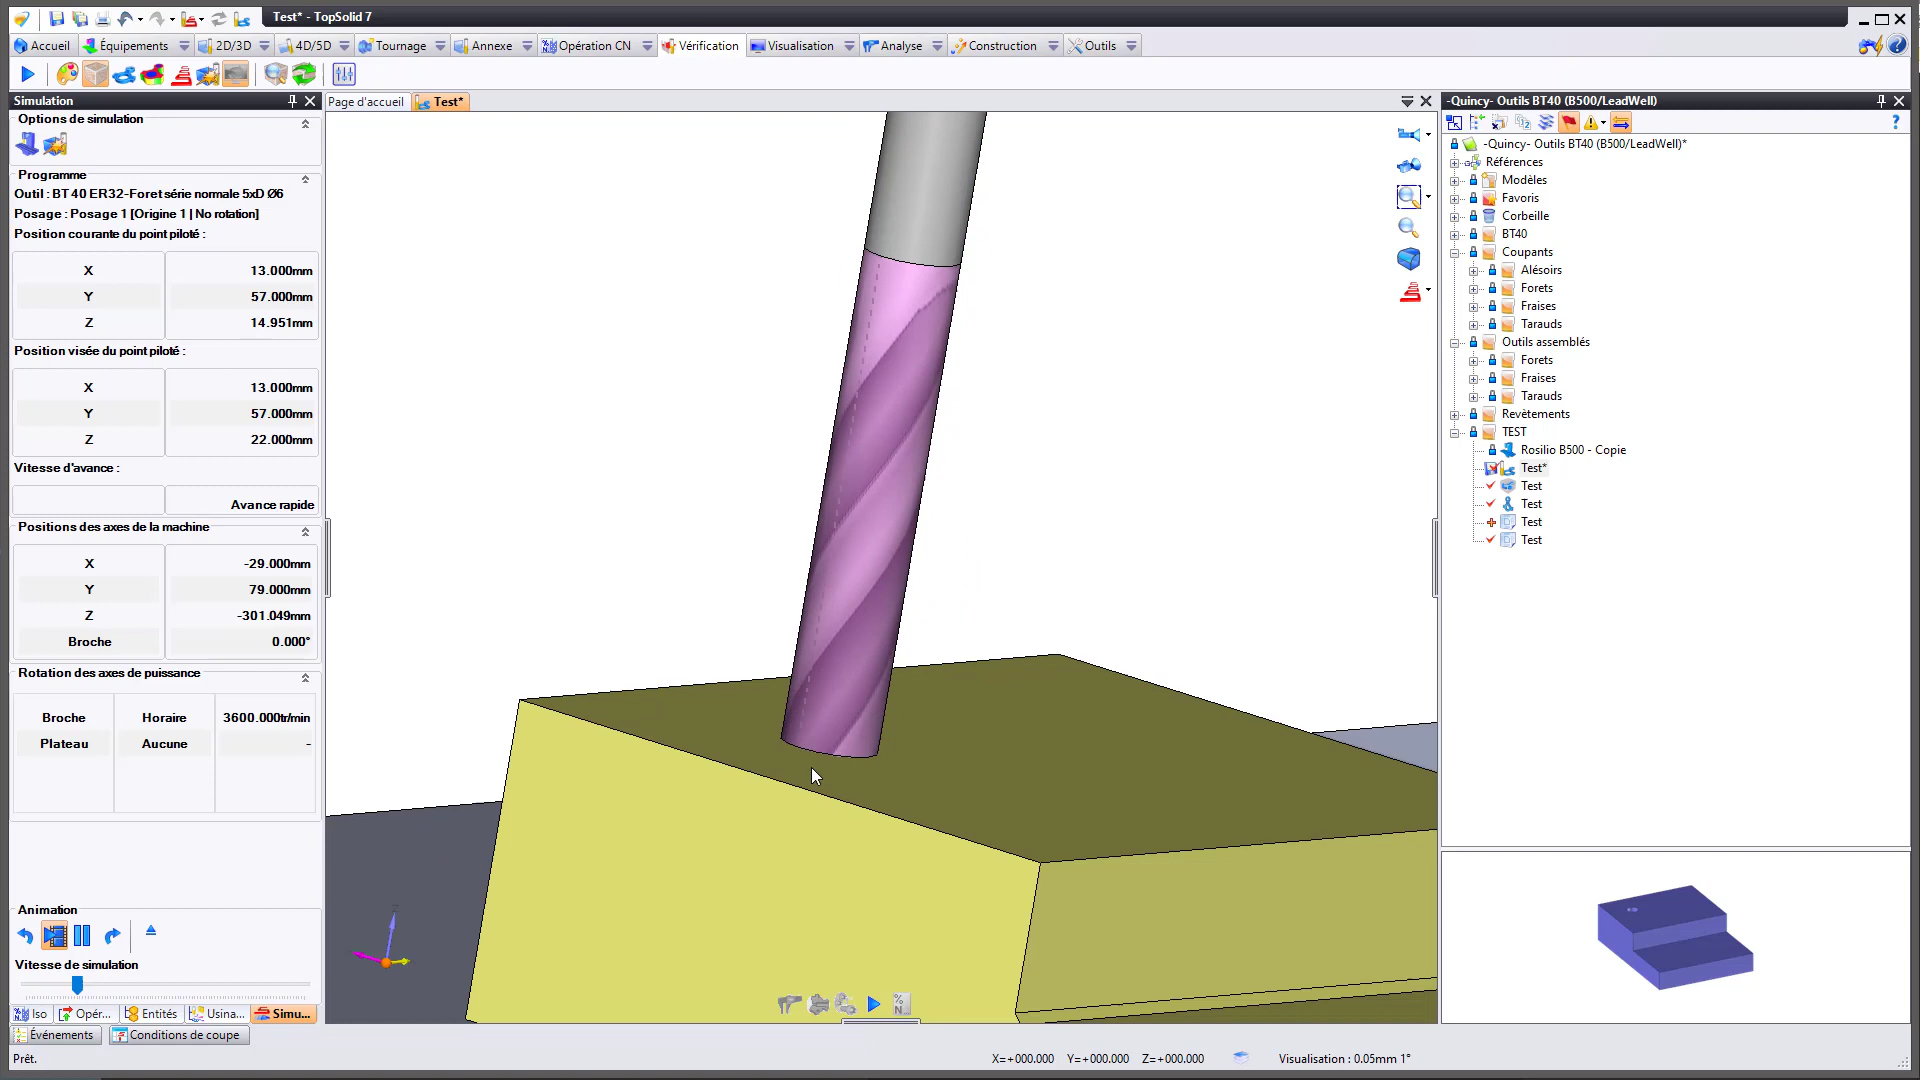 Test* - TopSolid 7
Accueil
Équipements
2D/3D
4D/5D
Tournage
Annexe
Opération CN
Vérification
Visualisation
Analyse
Construction
Outils
Simulation
Page d'accueil
Test*
-Quincy- Outils BT40 (B500/LeadWell)
Options de simulation
Programme
Outil : BT 40 ER32-Foret série normale 5xD Ø6
Posage : Posage 1 [Origine 1 | No rotation]
Position courante du point piloté :
X 13.000mm
Y 57.000mm
Z 14.951mm
Position visée du point piloté :
X 13.000mm
Y 57.000mm
Z 22.000mm
Vitesse d'avance :
Avance rapide
Positions des axes de la machine
X -29.000mm
Y 79.000mm
Z -301.049mm
Broche 0.000°
Rotation des axes de puissance
Broche Horaire 3600.000tr/min
Plateau Aucune -
Animation
Vitesse de simulation
Iso
Opér...
Entités
Usina...
Simu...
Événements
Conditions de coupe
Prêt.
X=+000.000 Y=+000.000 Z=+000.000
Visualisation : 0.05mm 1°
-Quincy- Outils BT40 (B500/LeadWell)*
Références
Modèles
Favoris
Corbeille
BT40
Coupants
Alésoirs
Forets
Fraises
Tarauds
Outils assemblés
Forets
Fraises
Tarauds
Revètements
TEST
Rosilio B500 - Copie
Test*
Test
Test
Test
Test